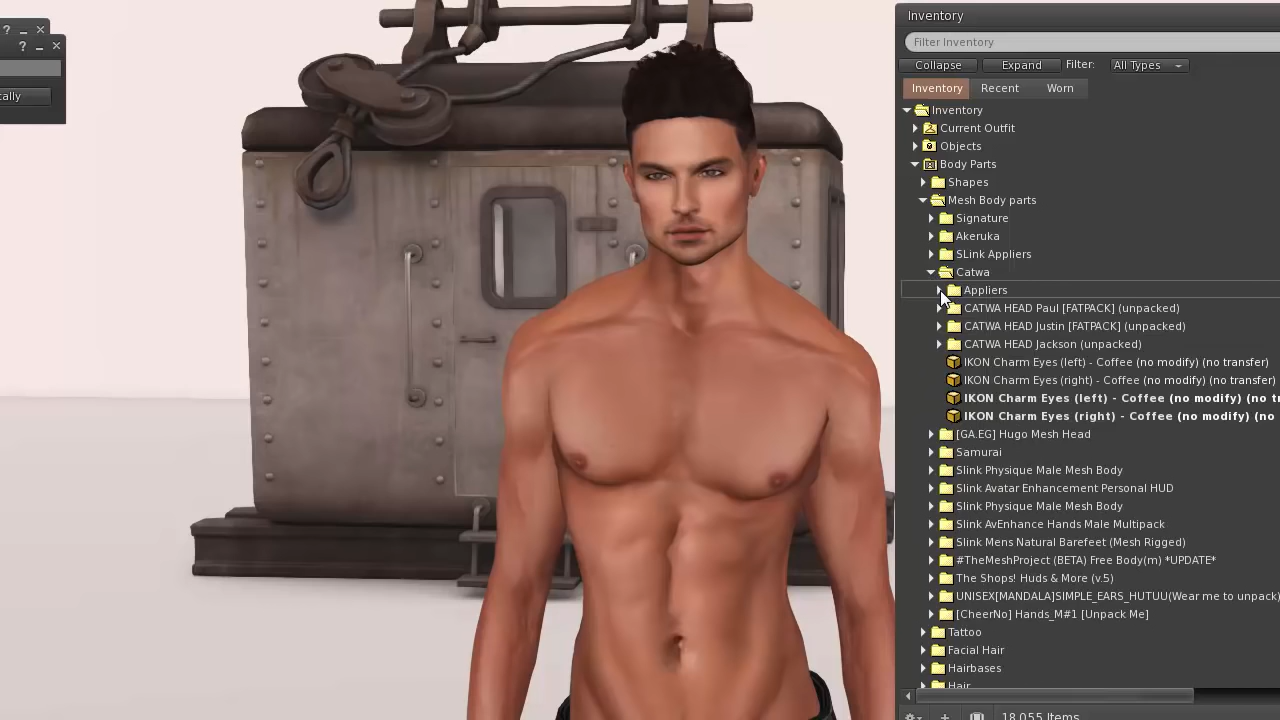 ?
?
cally
Inventory
Filter Inventory
Collapse Expand Filter: All Types
Inventory Recent Worn
Inventory
Current Outfit
Objects
Body Parts
Shapes
Mesh Body parts
Signature
Akeruka
SLink Appliers
Catwa
Appliers
CATWA HEAD Paul [FATPACK] (unpacked)
CATWA HEAD Justin [FATPACK] (unpacked)
CATWA HEAD Jackson (unpacked)
IKON Charm Eyes (left) - Coffee (no modify) (no transfer)
IKON Charm Eyes (right) - Coffee (no modify) (no transfer)
IKON Charm Eyes (left) - Coffee (no modify) (no t
IKON Charm Eyes (right) - Coffee (no modify) (no
[GA.EG] Hugo Mesh Head
Samurai
Slink Physique Male Mesh Body
Slink Avatar Enhancement Personal HUD
Slink Physique Male Mesh Body
Slink AvEnhance Hands Male Multipack
Slink Mens Natural Barefeet (Mesh Rigged)
#TheMeshProject (BETA) Free Body(m) *UPDATE*
The Shops! Huds & More (v.5)
UNISEX[MANDALA]SIMPLE_EARS_HUTUU(Wear me to unpack)
[CheerNo] Hands_M#1 [Unpack Me]
Tattoo
Facial Hair
Hairbases
Hair
18,055 Items